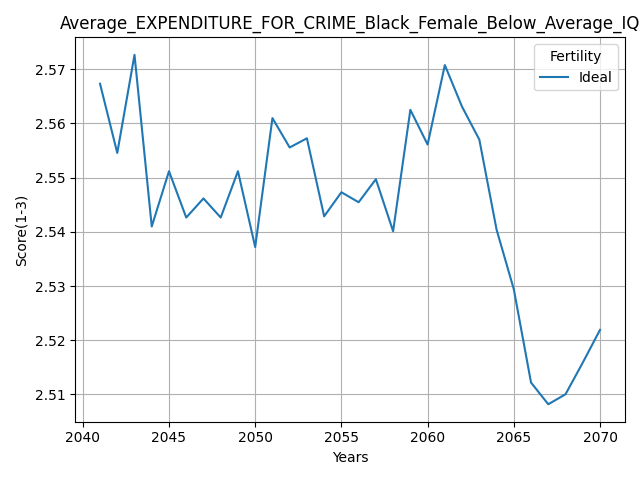 Average_EXPENDITURE_FOR_CRIME_Black_Female_Below_Average_IQ
Fertility
Ideal
Score(1-3)
2.57
2.56
2.55
2.54
2.53
2.52
2.51
2040 2045 2050 2055 2060 2065 2070
Years